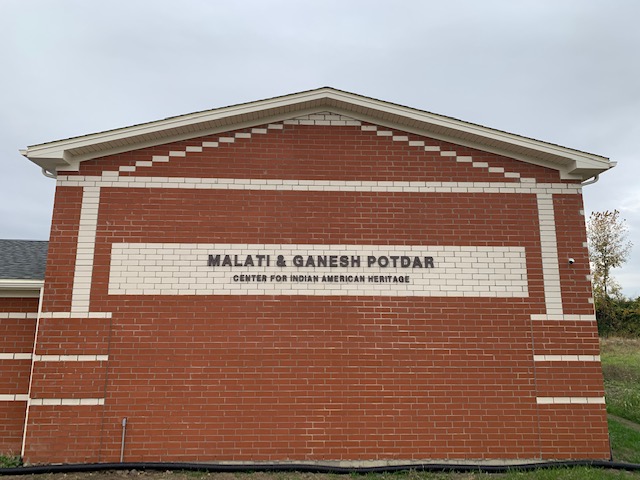 MALATI & GANESH POTDAR
CENTER FOR INDIAN AMERICAN HERITAGE